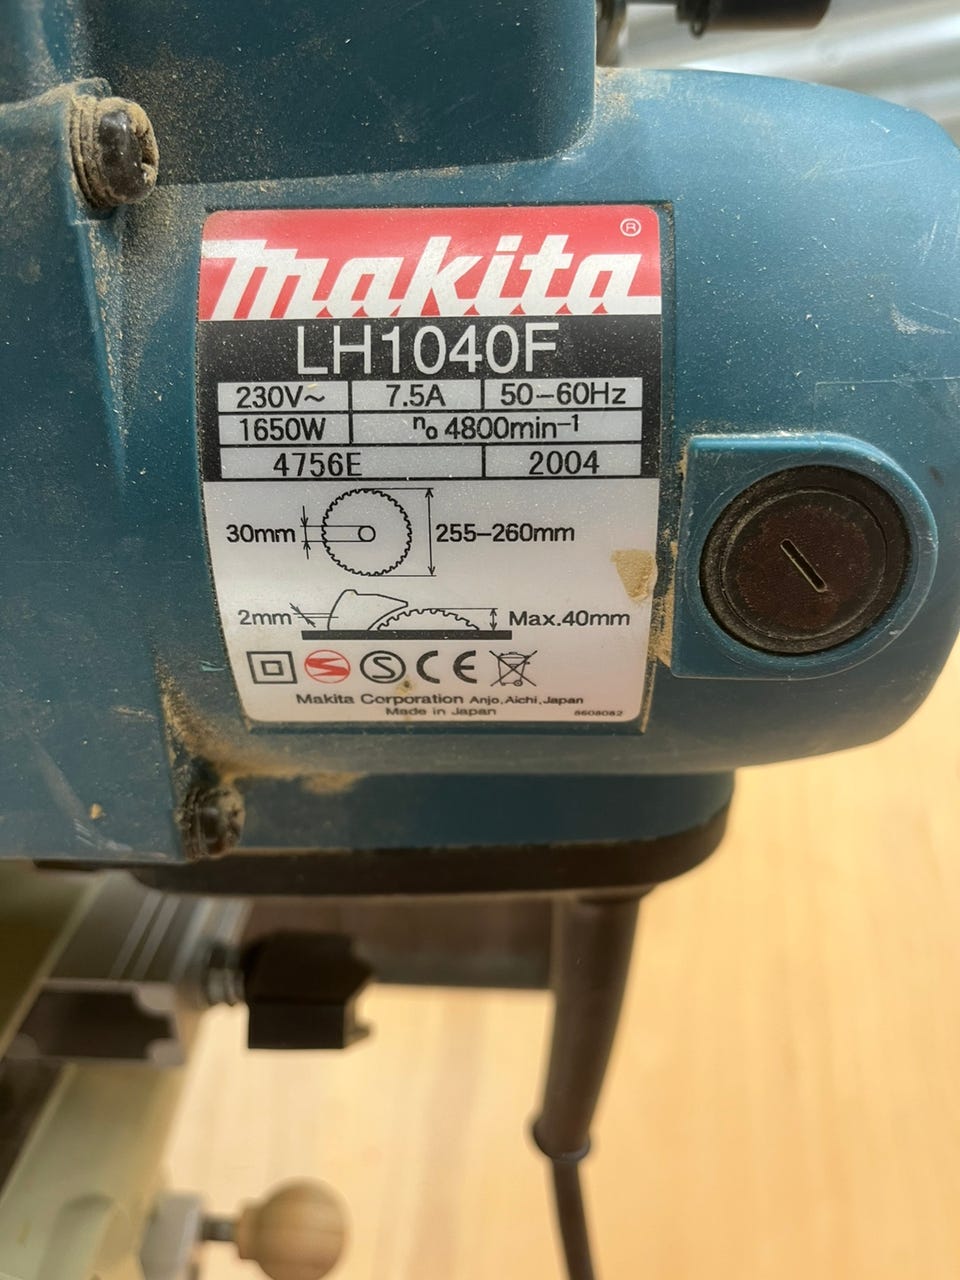 makita ®
LH1040F
230V~ 7.5A 50–60Hz
1650W n₀ 4800min⁻¹
4756E 2004
30mm 255–260mm
2mm Max.40mm
S S CE
Makita Corporation Anjo, Aichi, Japan
Made in Japan